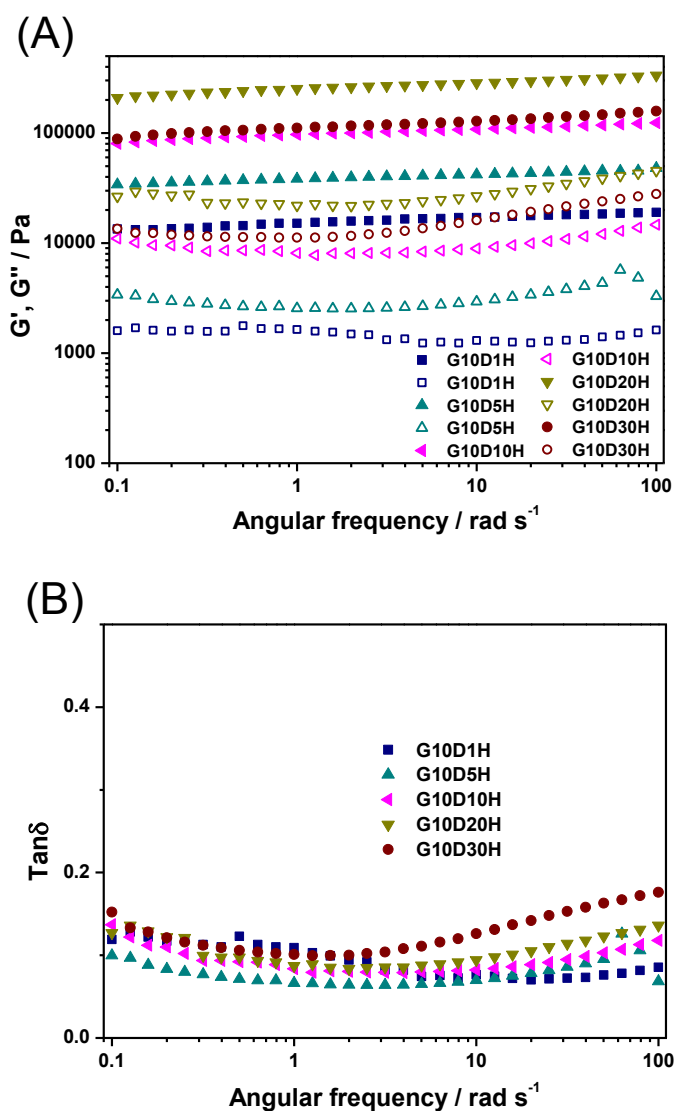 (A)
G', G'' / Pa
100000
10000
1000
100
G10D1H
G10D1H
G10D5H
G10D5H
G10D10H
G10D10H
G10D20H
G10D20H
G10D30H
G10D30H
0.1 1 10 100
Angular frequency / rad s⁻¹
(B)
Tanδ
0.4
0.2
0.0
G10D1H
G10D5H
G10D10H
G10D20H
G10D30H
0.1 1 10 100
Angular frequency / rad s⁻¹